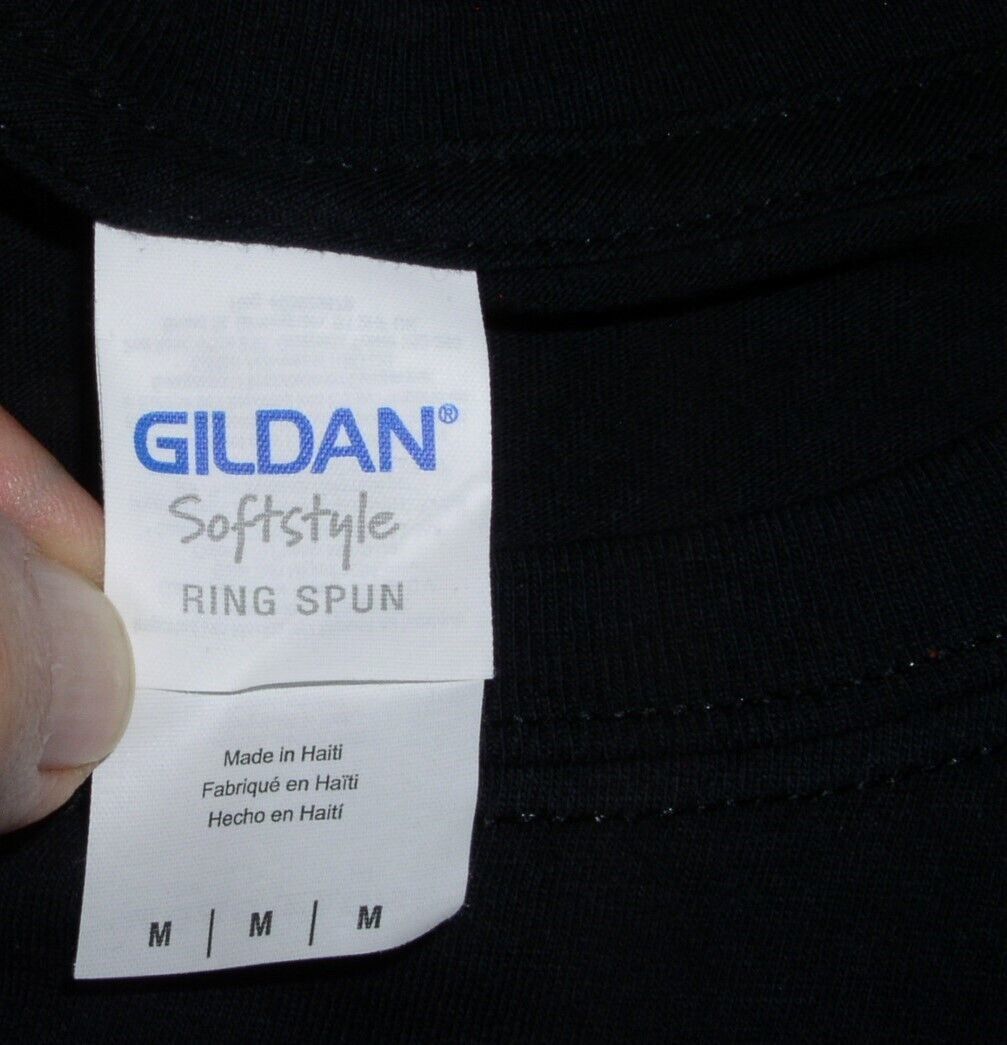 GILDAN®
Softstyle
RING SPUN
Made in Haiti
Fabriqué en Haïti
Hecho en Haití
M | M | M